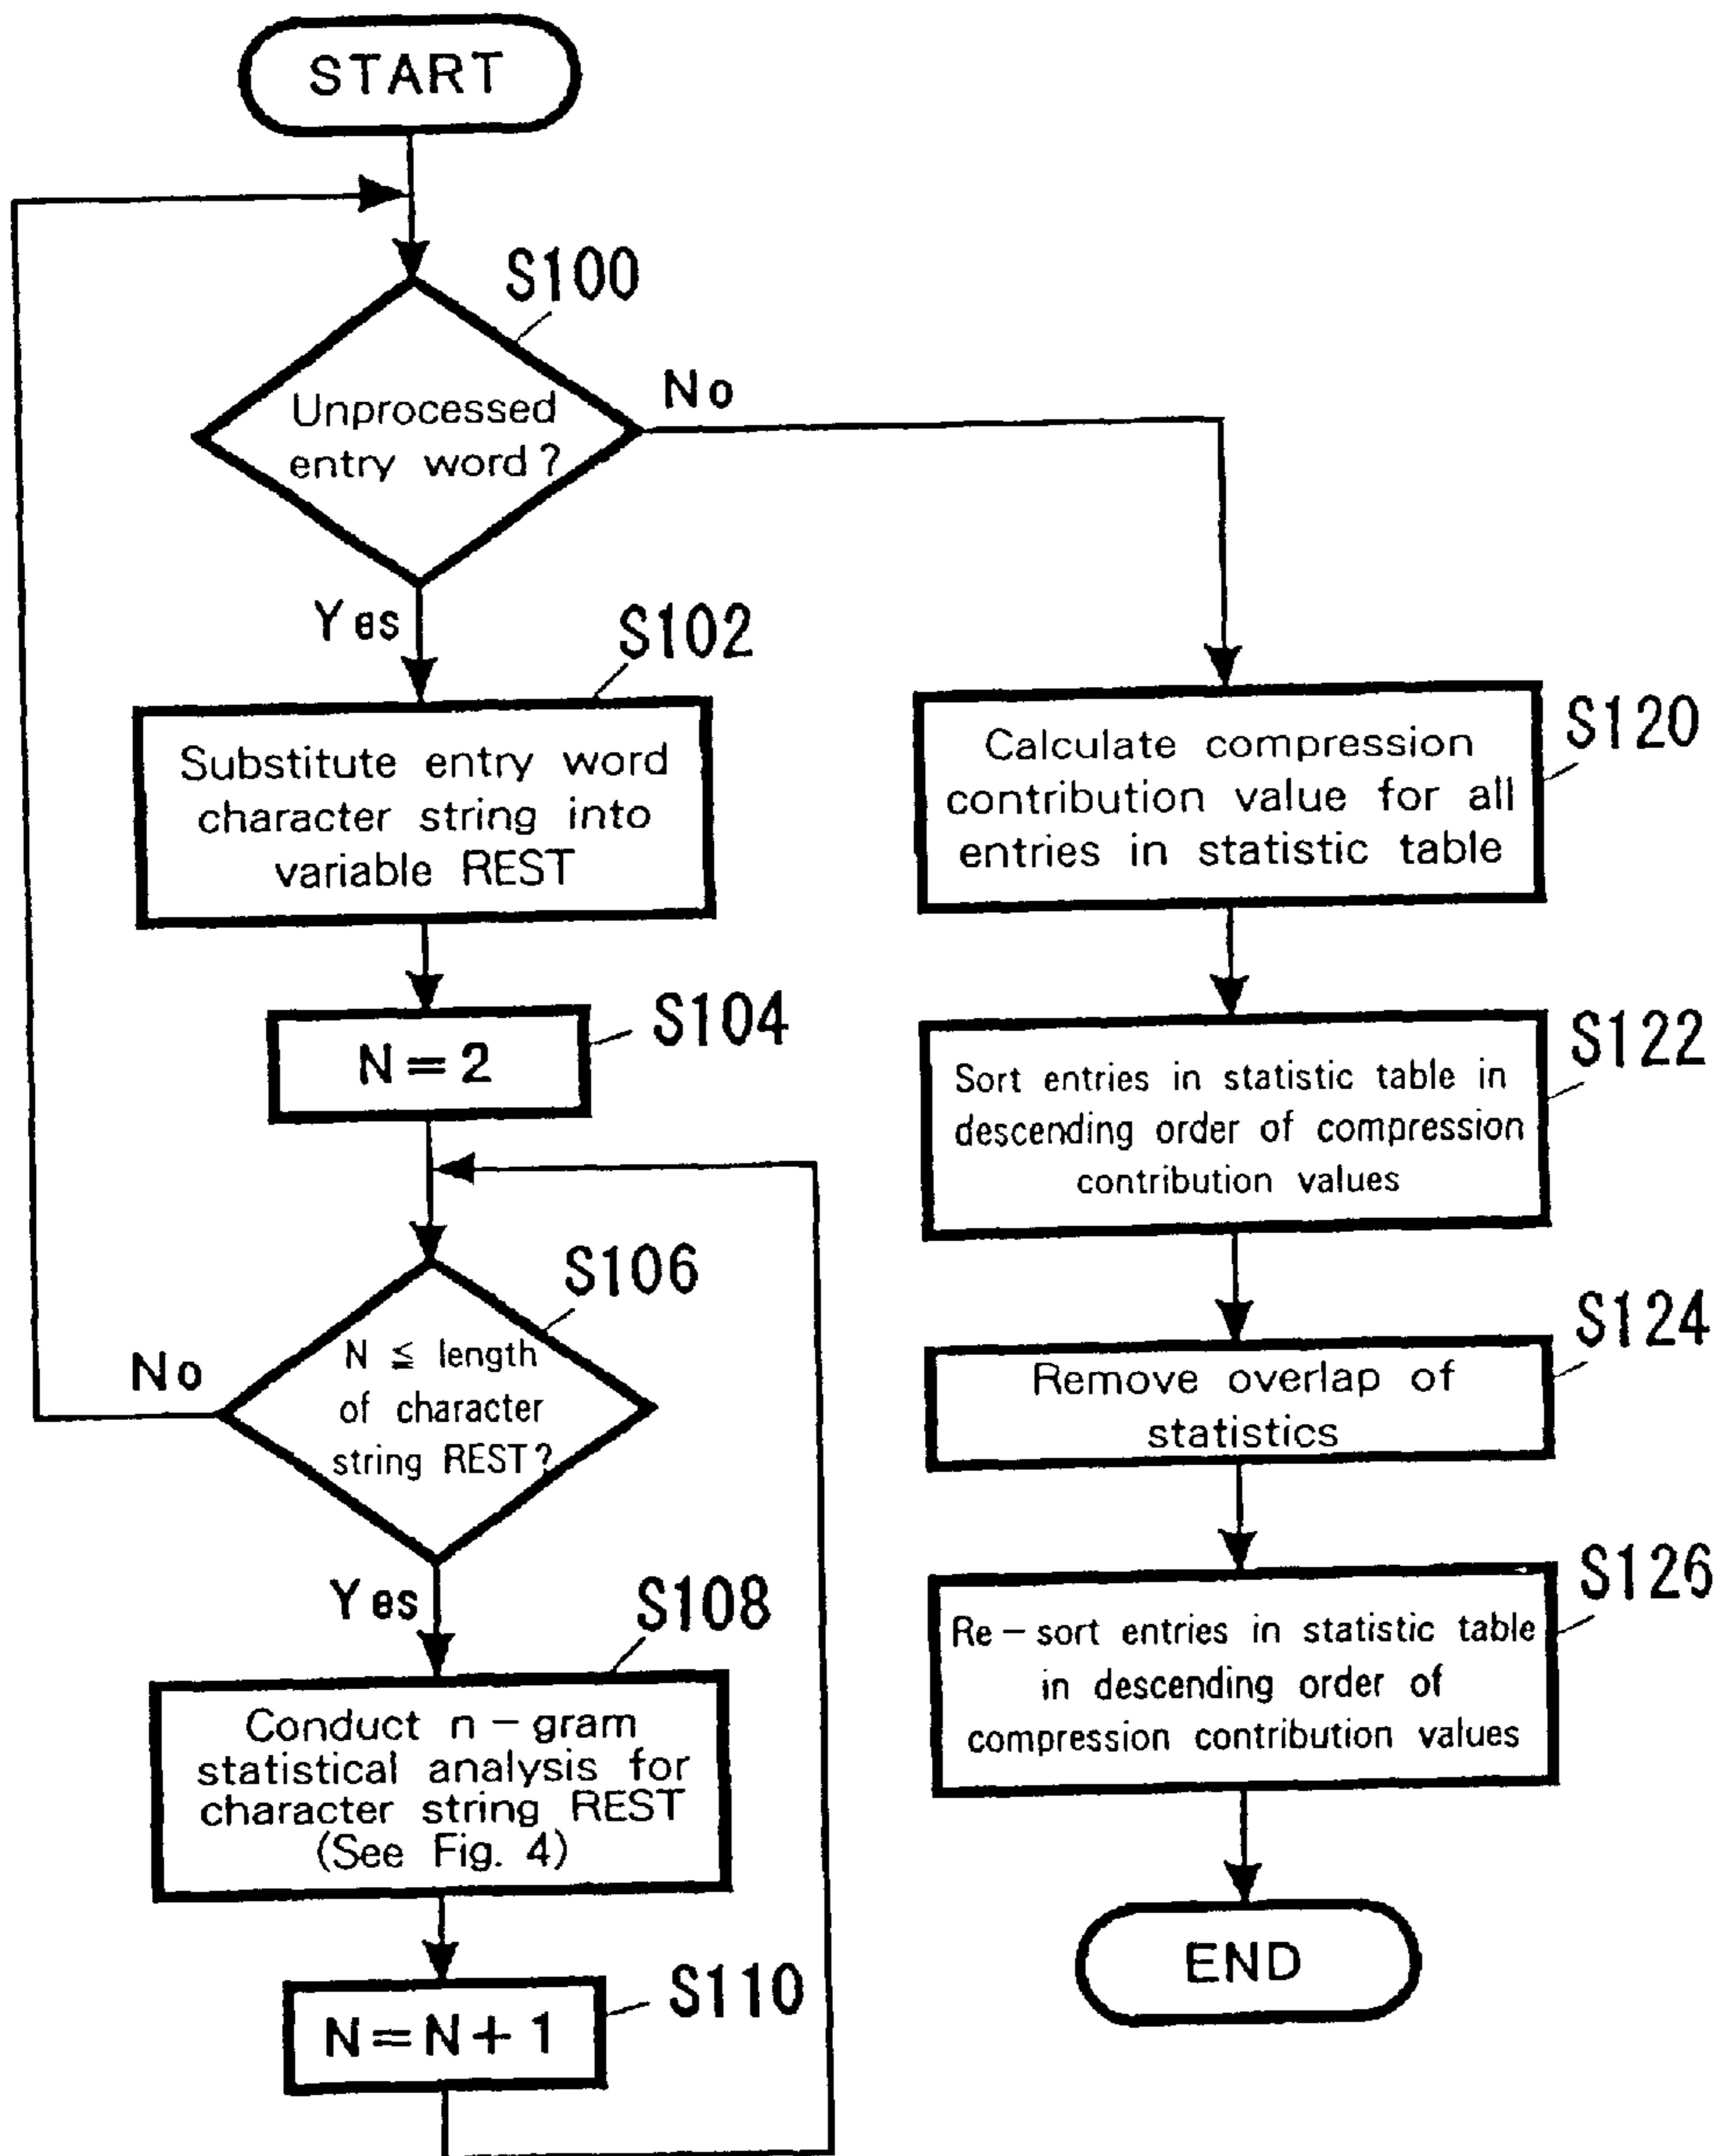 START
S100
Unprocessed
entry word?
No
Yes
S102
Substitute entry word
character string into
variable REST
S104
N=2
S106
N ≦ length
of character
string REST?
No
Yes
S108
Conduct n-gram
statistical analysis for
character string REST
(See Fig. 4)
S110
N=N+1
S120
Calculate compression
contribution value for all
entries in statistic table
S122
Sort entries in statistic table in
descending order of compression
contribution values
S124
Remove overlap of
statistics
S126
Re-sort entries in statistic table
in descending order of
compression contribution values
END